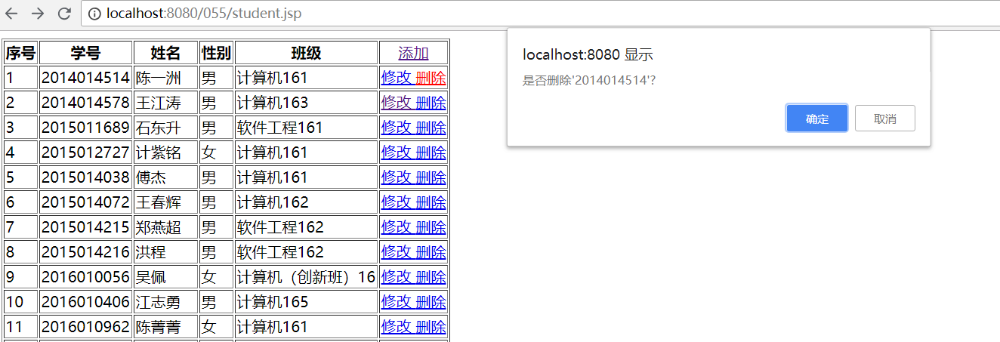 localhost:8080/055/student.jsp
序号 学号 姓名 性别 班级 添加
1 2014014514 陈一洲 男 计算机161 修改 删除
2 2014014578 王江涛 男 计算机163 修改 删除
3 2015011689 石东升 男 软件工程161 修改 删除
4 2015012727 计紫铭 女 计算机161 修改 删除
5 2015014038 傅杰 男 计算机161 修改 删除
6 2015014072 王春辉 男 计算机162 修改 删除
7 2015014215 郑燕超 男 软件工程162 修改 删除
8 2015014216 洪程 男 软件工程162 修改 删除
9 2016010056 吴佩 女 计算机（创新班）16 修改 删除
10 2016010406 江志勇 男 计算机165 修改 删除
11 2016010962 陈菁菁 女 计算机161 修改 删除
localhost:8080 显示
是否删除'2014014514'?
确定 取消